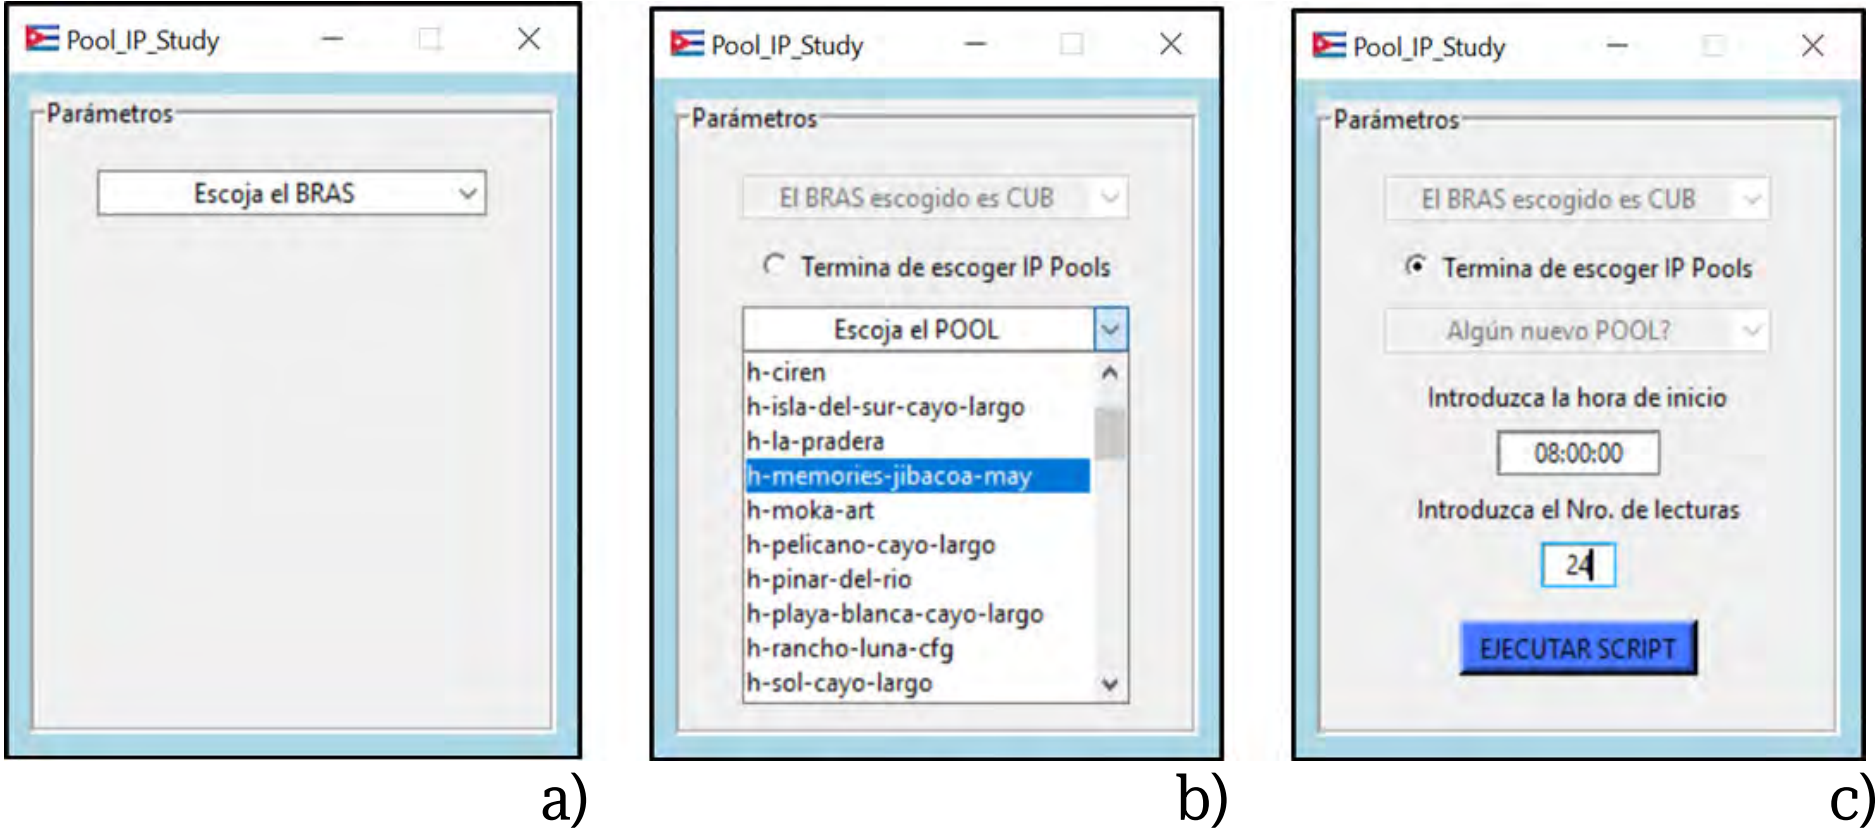 Pool_IP_Study
Parámetros
Escoja el BRAS
a)
Pool_IP_Study
Parámetros
El BRAS escogido es CUB
Termina de escoger IP Pools
Escoja el POOL
h-ciren
h-isla-del-sur-cayo-largo
h-la-pradera
h-memories-jibacoa-may
h-moka-art
h-pelicano-cayo-largo
h-pinar-del-rio
h-playa-blanca-cayo-largo
h-rancho-luna-cfg
h-sol-cayo-largo
b)
Pool_IP_Study
Parámetros
El BRAS escogido es CUB
Termina de escoger IP Pools
Algún nuevo POOL?
Introduzca la hora de inicio
08:00:00
Introduzca el Nro. de lecturas
24
EJECUTAR SCRIPT
c)